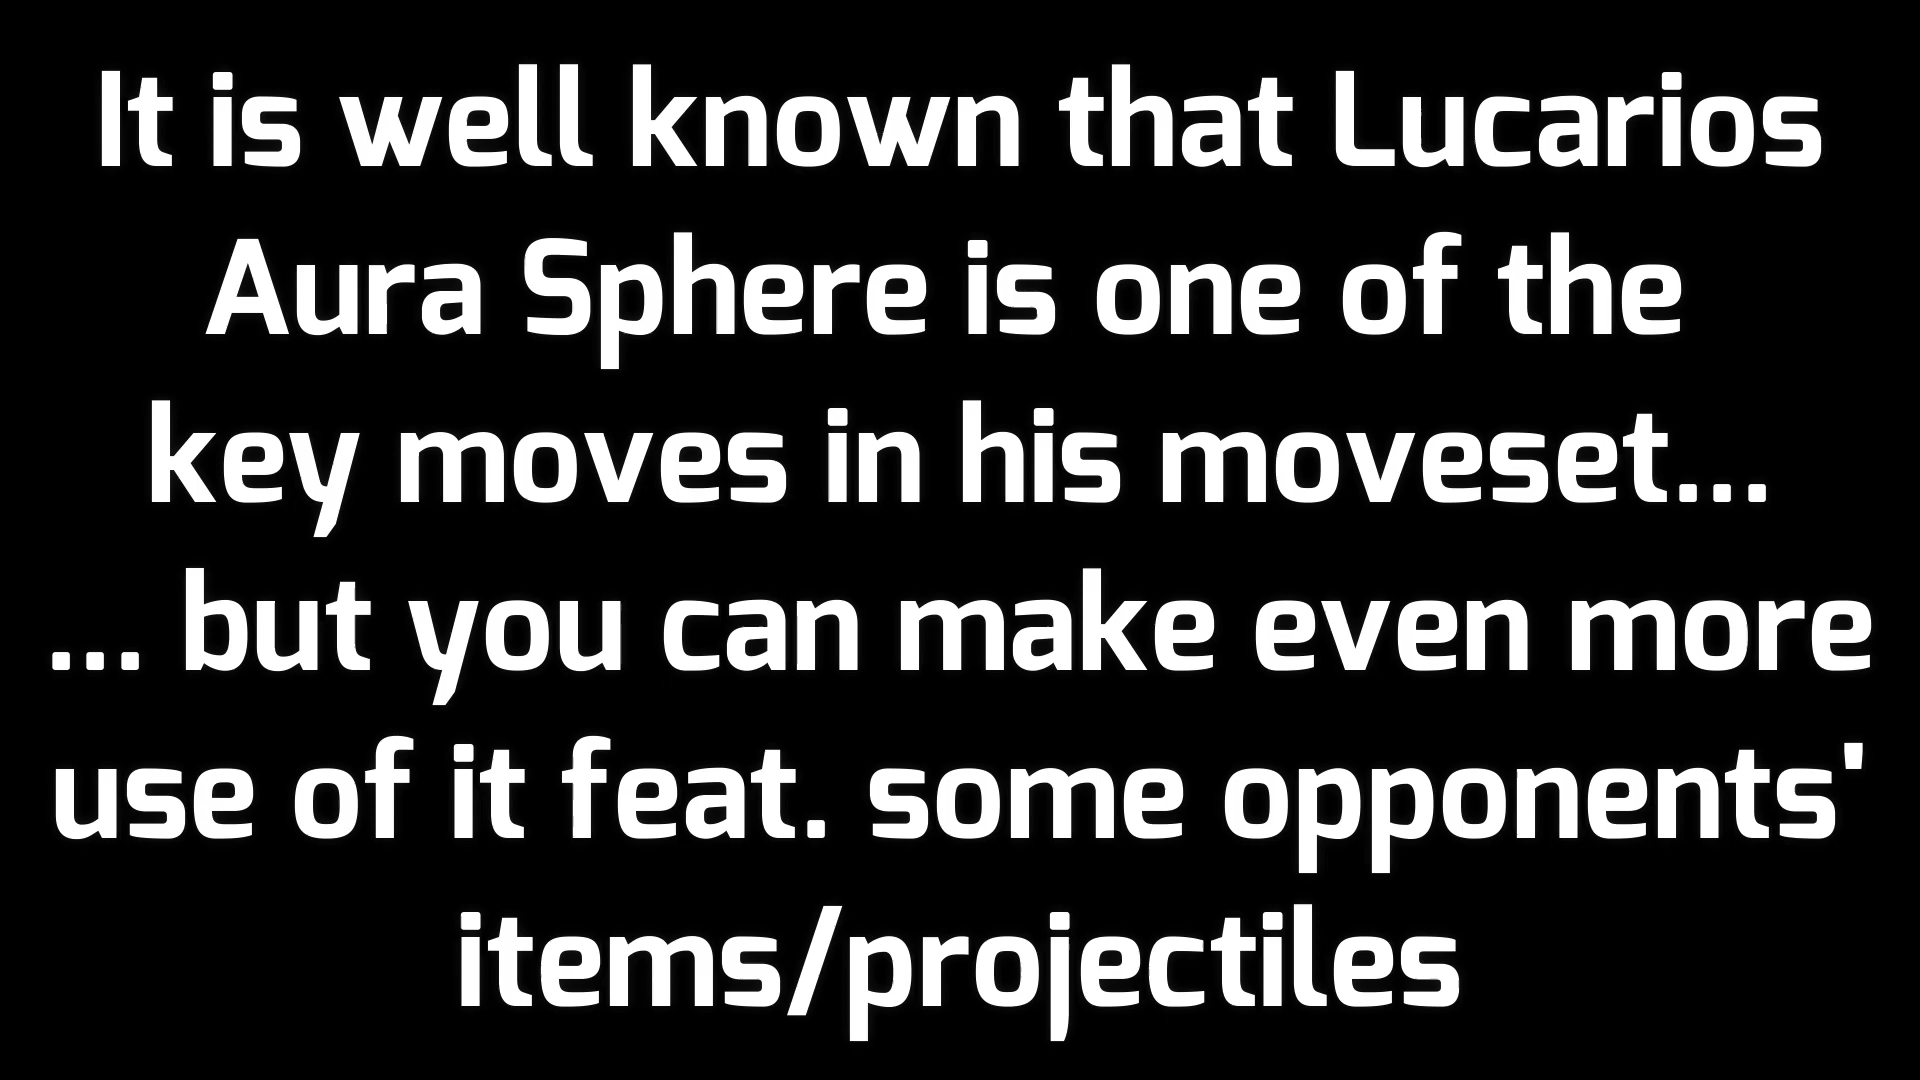 It is well known that Lucarios
Aura Sphere is one of the
key moves in his moveset...
... but you can make even more
use of it feat. some opponents'
items/projectiles